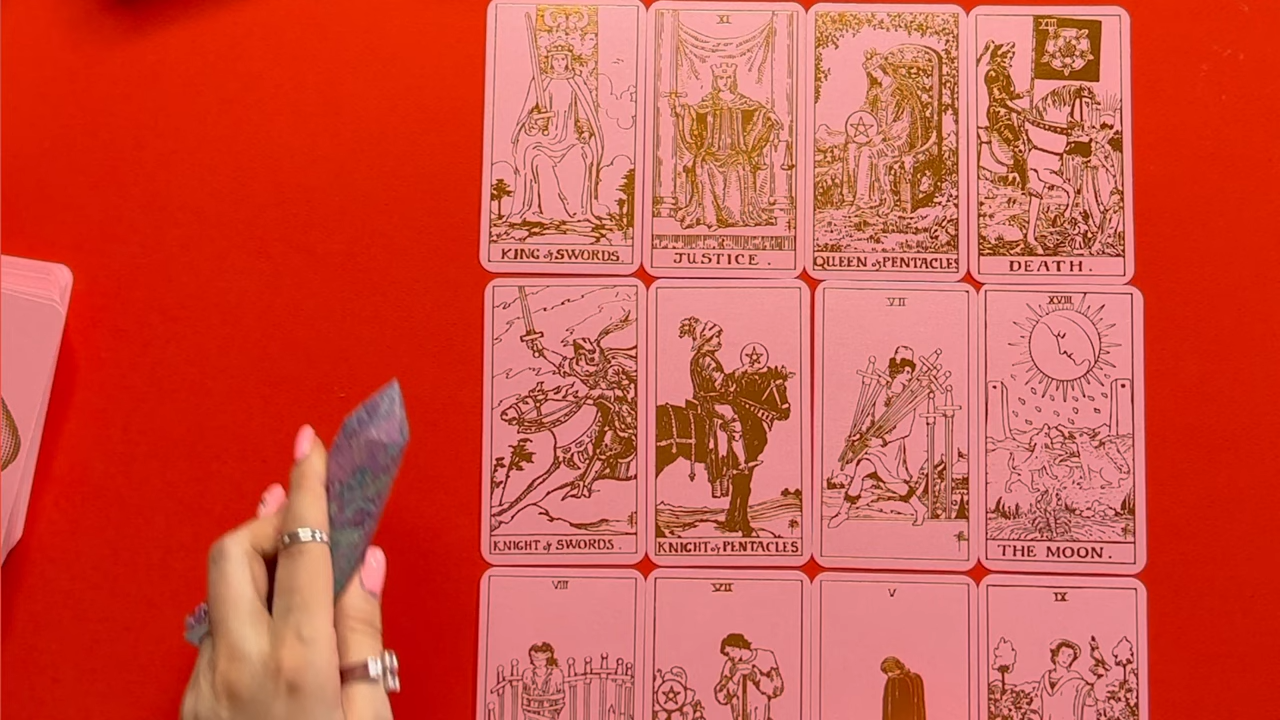 XI
XIII
KING of SWORDS.
JUSTICE.
QUEEN of PENTACLES
DEATH.
VII
XVIII
KNIGHT of SWORDS.
KNIGHT of PENTACLES
THE MOON.
VIII
VII
V
IX